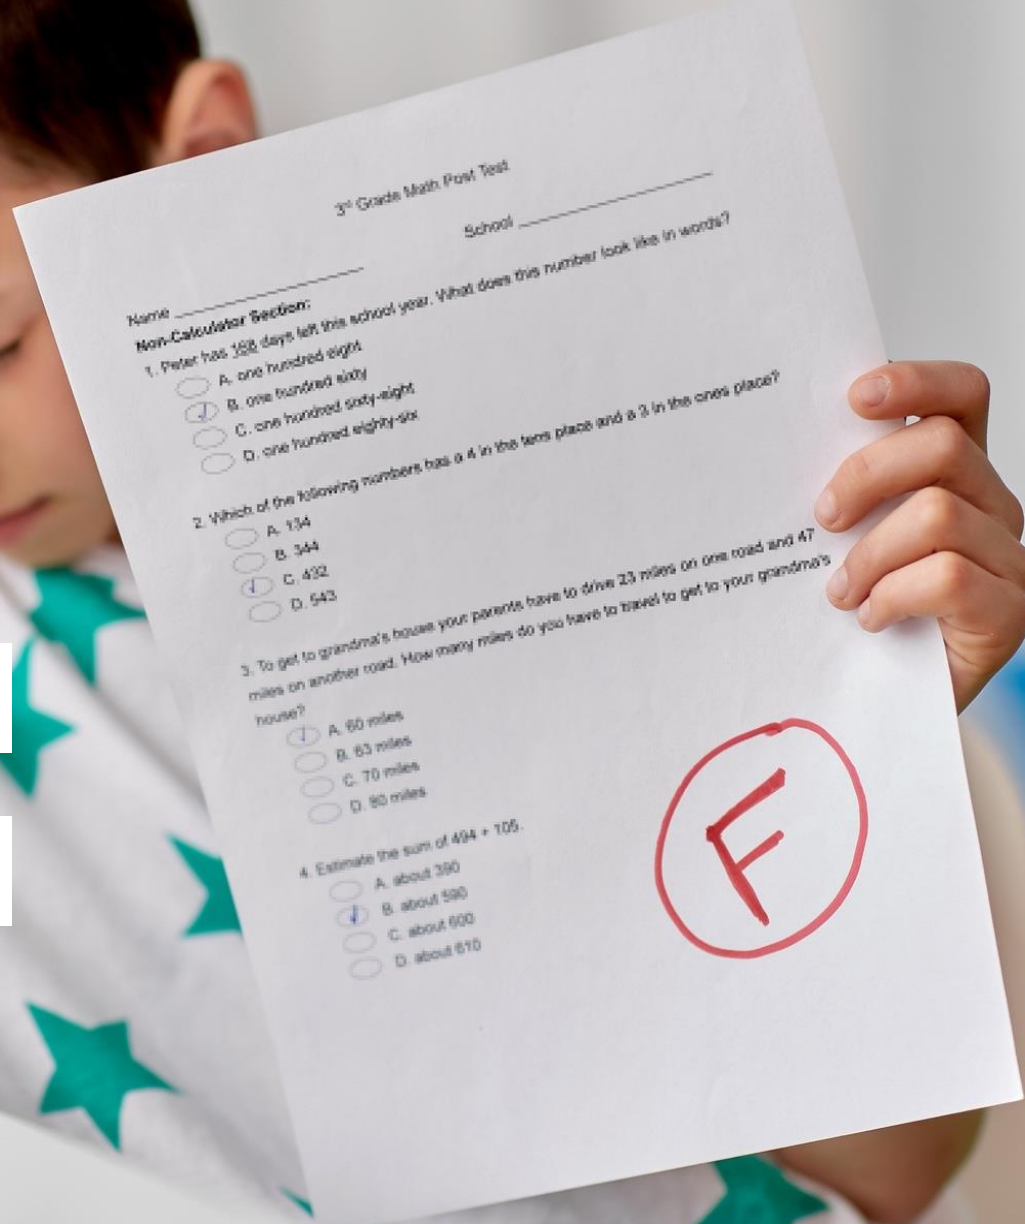 3rd Grade Math Post Test
School
Name
Non-Calculator Section:
1. Peter has 168 days left this school year. What does this number look like in words?
A. one hundred eight
B. one hundred sixty
C. one hundred sixty-eight
D. one hundred eighty-six
2. Which of the following numbers has a 4 in the tens place and a 3 in the ones place?
A. 134
B. 344
C. 432
D. 543
3. To get to grandma's house your parents have to drive 23 miles on one road and 47
miles on another road. How many miles do you have to travel to get to your grandma's
house?
A. 60 miles
B. 63 miles
C. 70 miles
D. 80 miles
4. Estimate the sum of 494 + 105.
A. about 390
B. about 590
C. about 600
D. about 610
F